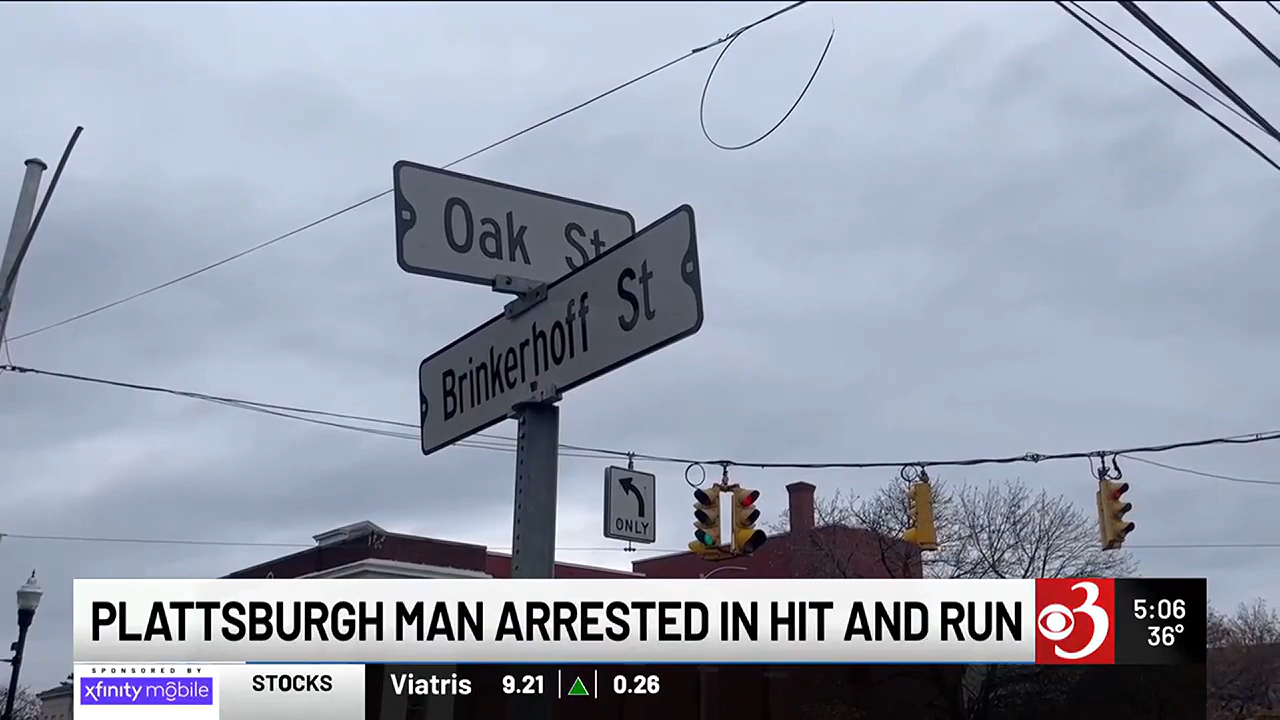 Oak St
Brinkerhoff St
ONLY
PLATTSBURGH MAN ARRESTED IN HIT AND RUN
3
5:06
36°
SPONSORED BY
xfinity mobile
STOCKS
Viatris 9.21 0.26